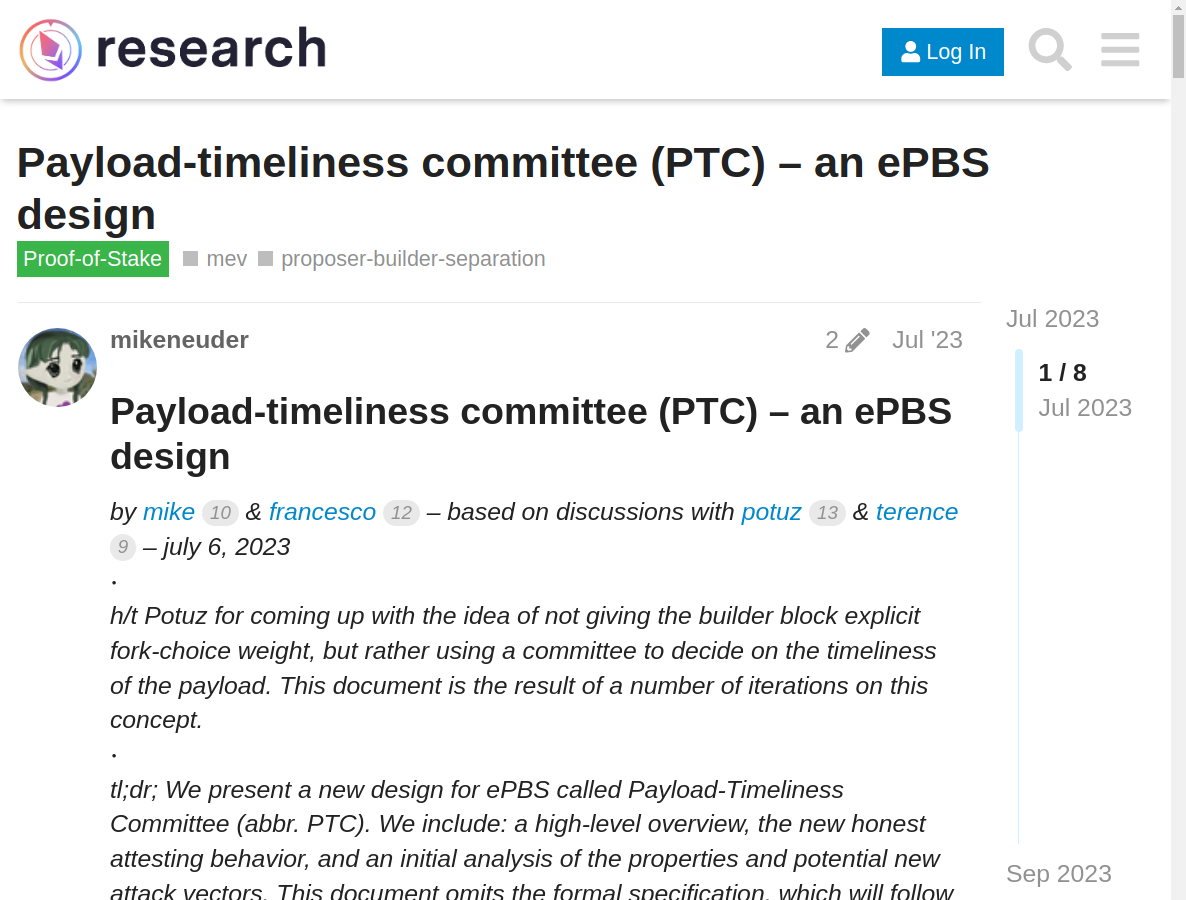 research
Log In
Payload-timeliness committee (PTC) – an ePBS
design
Proof-of-Stake mev proposer-builder-separation
Jul 2023
mikeneuder 2 Jul '23
1 / 8
Jul 2023
Payload-timeliness committee (PTC) – an ePBS
design
by mike 10 & francesco 12 – based on discussions with potuz 13 & terence
9 – july 6, 2023
·
h/t Potuz for coming up with the idea of not giving the builder block explicit
fork-choice weight, but rather using a committee to decide on the timeliness
of the payload. This document is the result of a number of iterations on this
concept.
·
tl;dr; We present a new design for ePBS called Payload-Timeliness
Committee (abbr. PTC). We include: a high-level overview, the new honest
attesting behavior, and an initial analysis of the properties and potential new
attack vectors. This document omits the formal specification, which will follow
Sep 2023